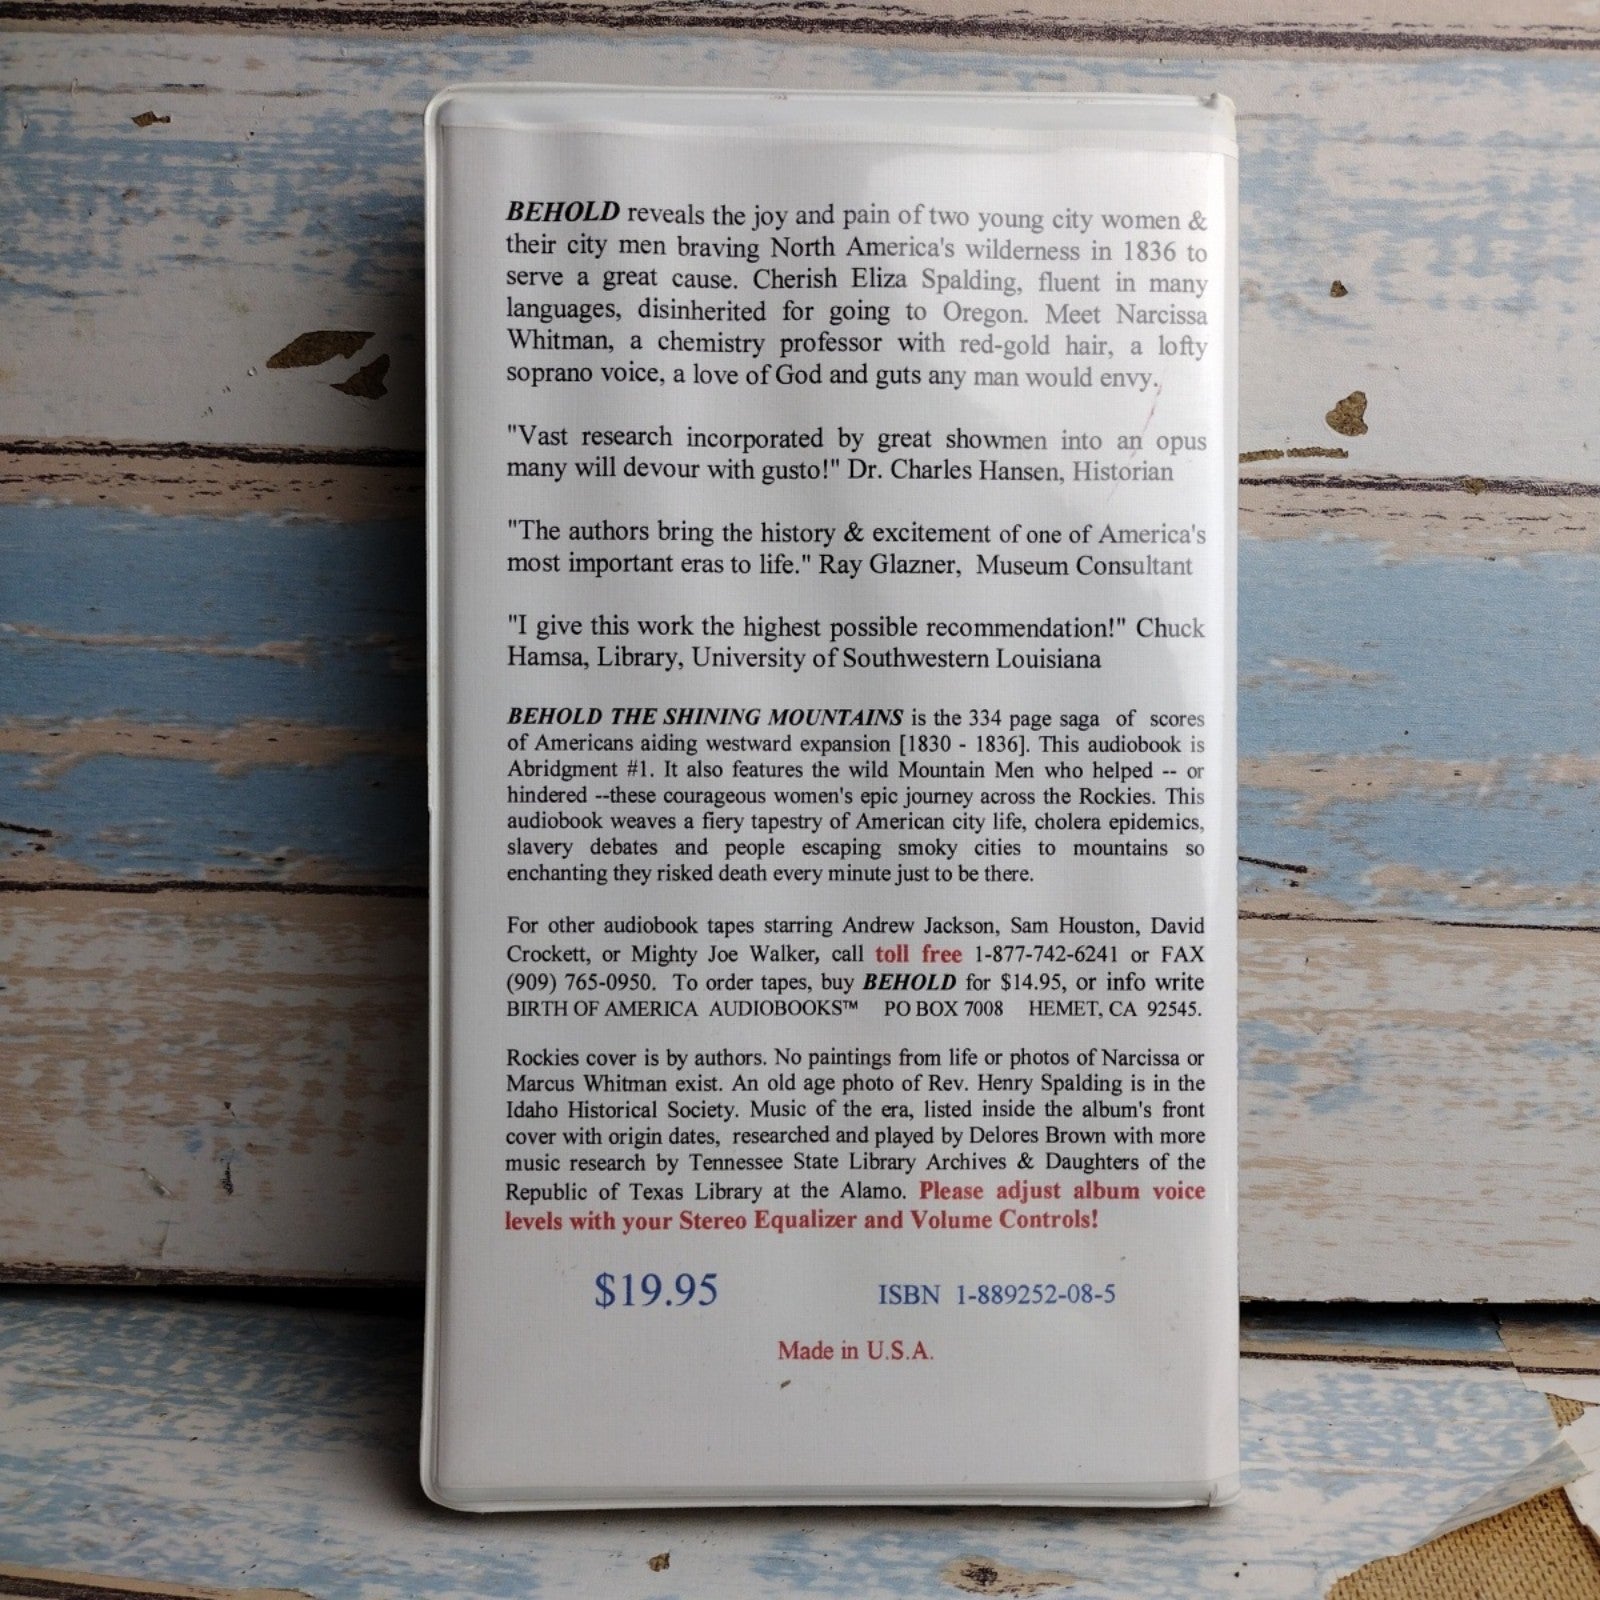 BEHOLD reveals the joy and pain of two young city women &
their city men braving North America's wilderness in 1836 to
serve a great cause. Cherish Eliza Spalding, fluent in many
languages, disinherited for going to Oregon. Meet Narcissa
Whitman, a chemistry professor with red-gold hair, a lofty
soprano voice, a love of God and guts any man would envy.
"Vast research incorporated by great showmen into an opus
many will devour with gusto!" Dr. Charles Hansen, Historian
"The authors bring the history & excitement of one of America's
most important eras to life." Ray Glazner, Museum Consultant
"I give this work the highest possible recommendation!" Chuck
Hamsa, Library, University of Southwestern Louisiana
BEHOLD THE SHINING MOUNTAINS is the 334 page saga of scores
of Americans aiding westward expansion [1830 - 1836]. This audiobook is
Abridgment #1. It also features the wild Mountain Men who helped -- or
hindered --these courageous women's epic journey across the Rockies. This
audiobook weaves a fiery tapestry of American city life, cholera epidemics,
slavery debates and people escaping smoky cities to mountains so
enchanting they risked death every minute just to be there.
For other audiobook tapes starring Andrew Jackson, Sam Houston, David
Crockett, or Mighty Joe Walker, call toll free 1-877-742-6241 or FAX
(909) 765-0950. To order tapes, buy BEHOLD for $14.95, or info write
BIRTH OF AMERICA AUDIOBOOKS™ PO BOX 7008 HEMET, CA 92545.
Rockies cover is by authors. No paintings from life or photos of Narcissa or
Marcus Whitman exist. An old age photo of Rev. Henry Spalding is in the
Idaho Historical Society. Music of the era, listed inside the album's front
cover with origin dates, researched and played by Delores Brown with more
music research by Tennessee State Library Archives & Daughters of the
Republic of Texas Library at the Alamo. Please adjust album voice
levels with your Stereo Equalizer and Volume Controls!
$19.95 ISBN 1-889252-08-5
Made in U.S.A.